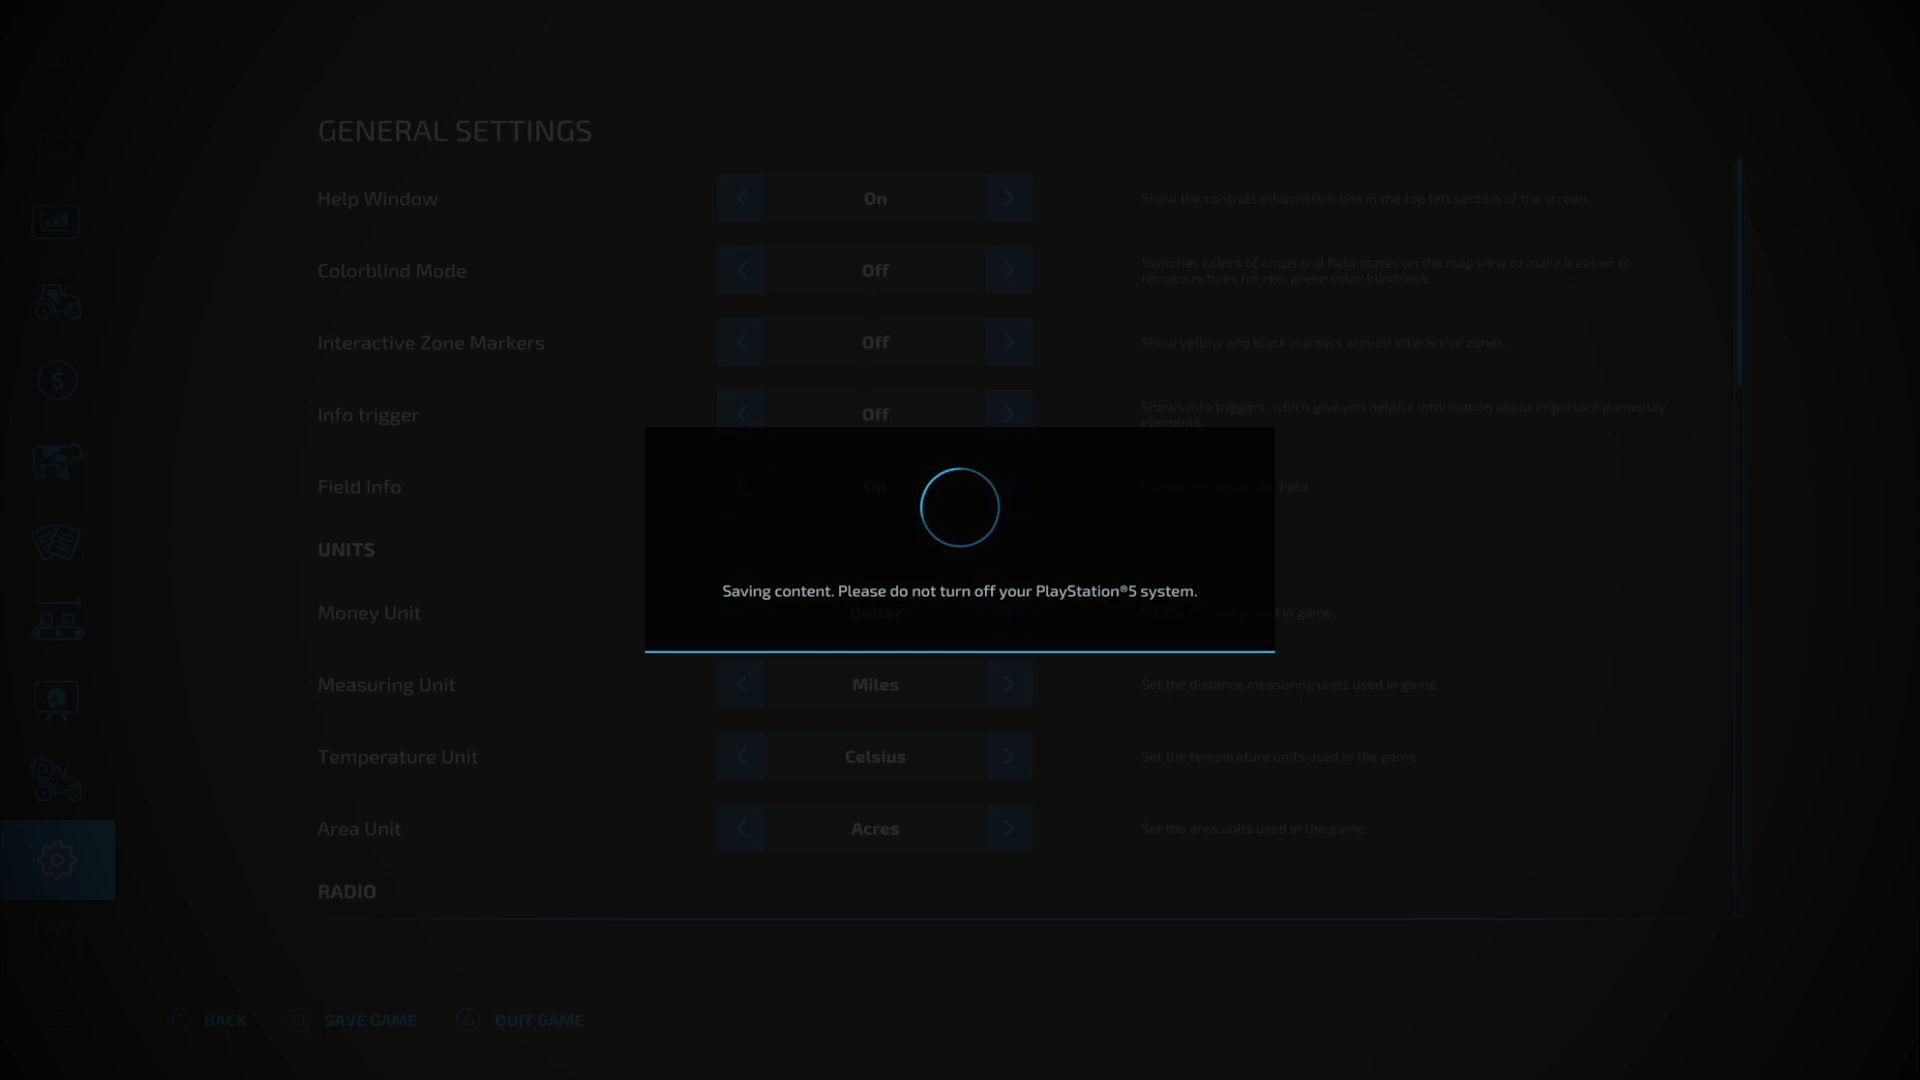 GENERAL SETTINGS
Help Window
On
Show the controls information box in the top left section of the screen.
Colorblind Mode
Off
Switches colors of crops and field states on the map view to make it easier to
recognize hues for red/green color blindness.
Interactive Zone Markers
Off
Show yellow and black markers around interactive zones.
Info trigger
Off
Shows info triggers, which give you helpful information about important gameplay
elements.
Field Info
On
field.
UNITS
Saving content. Please do not turn off your PlayStation®5 system.
Money Unit
Dollar
in game.
Measuring Unit
Miles
Set the distance measuring units used in game.
Temperature Unit
Celsius
Set the temperature units used in the game.
Area Unit
Acres
Set the area units used in the game.
RADIO
BACK
SAVE GAME
QUIT GAME